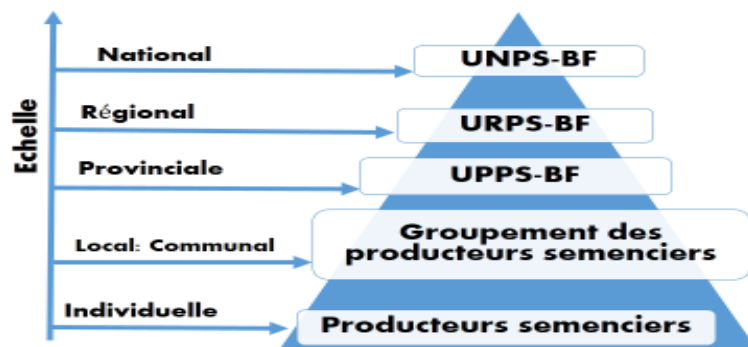 Echelle
National
UNPS-BF
Régional
URPS-BF
Provinciale
UPPS-BF
Local: Communal
Groupement des
producteurs semenciers
Individuelle
Producteurs semenciers